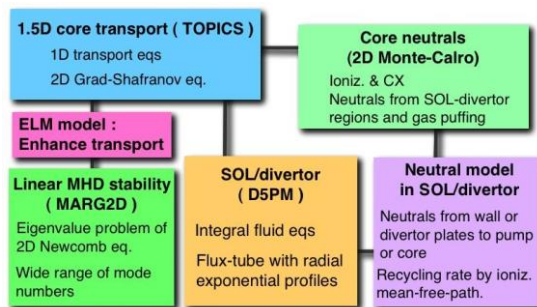 1.5D core transport ( TOPICS )
1D transport eqs
2D Grad-Shafranov eq.
Core neutrals
(2D Monte-Calro)
Ioniz. & CX
Neutrals from SOL-divertor
regions and gas puffing
ELM model :
Enhance transport
Linear MHD stability
( MARG2D )
Eigenvalue problem of
2D Newcomb eq.
Wide range of mode
numbers
SOL/divertor
( D5PM )
Integral fluid eqs
Flux-tube with radial
exponential profiles
Neutral model
in SOL/divertor
Neutrals from wall or
divertor plates to pump
or core
Recycling rate by ioniz.
mean-free-path.